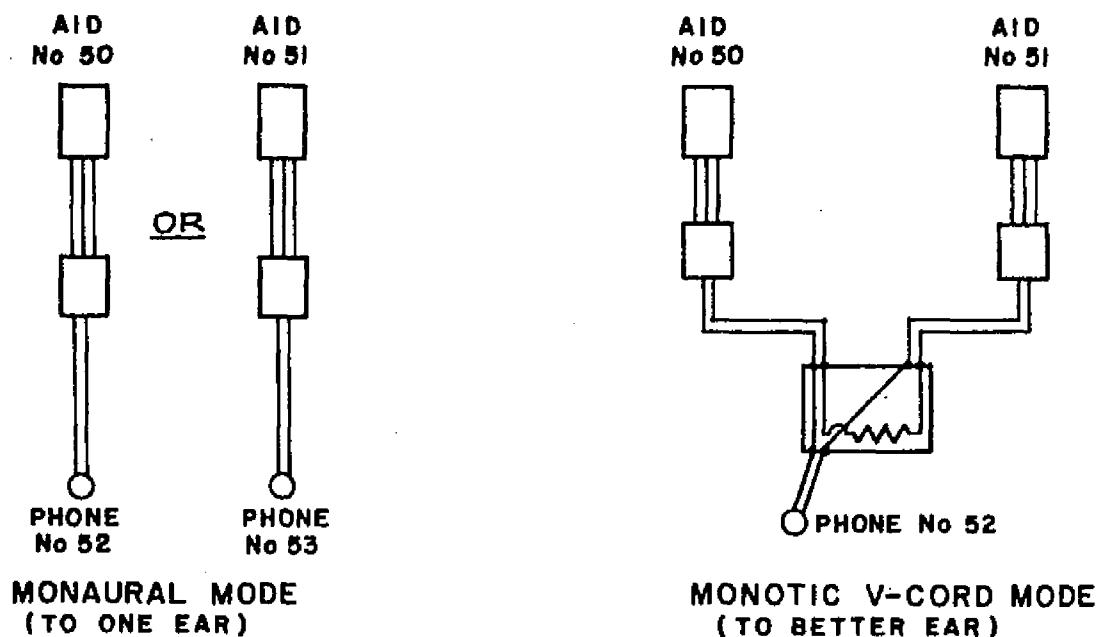 AID
No 50
AID
No 51
OR
PHONE
No 52
PHONE
No 53
MONAURAL MODE
(TO ONE EAR)
AID
No 50
AID
No 51
PHONE No 52
MONOTIC V-CORD MODE
(TO BETTER EAR)